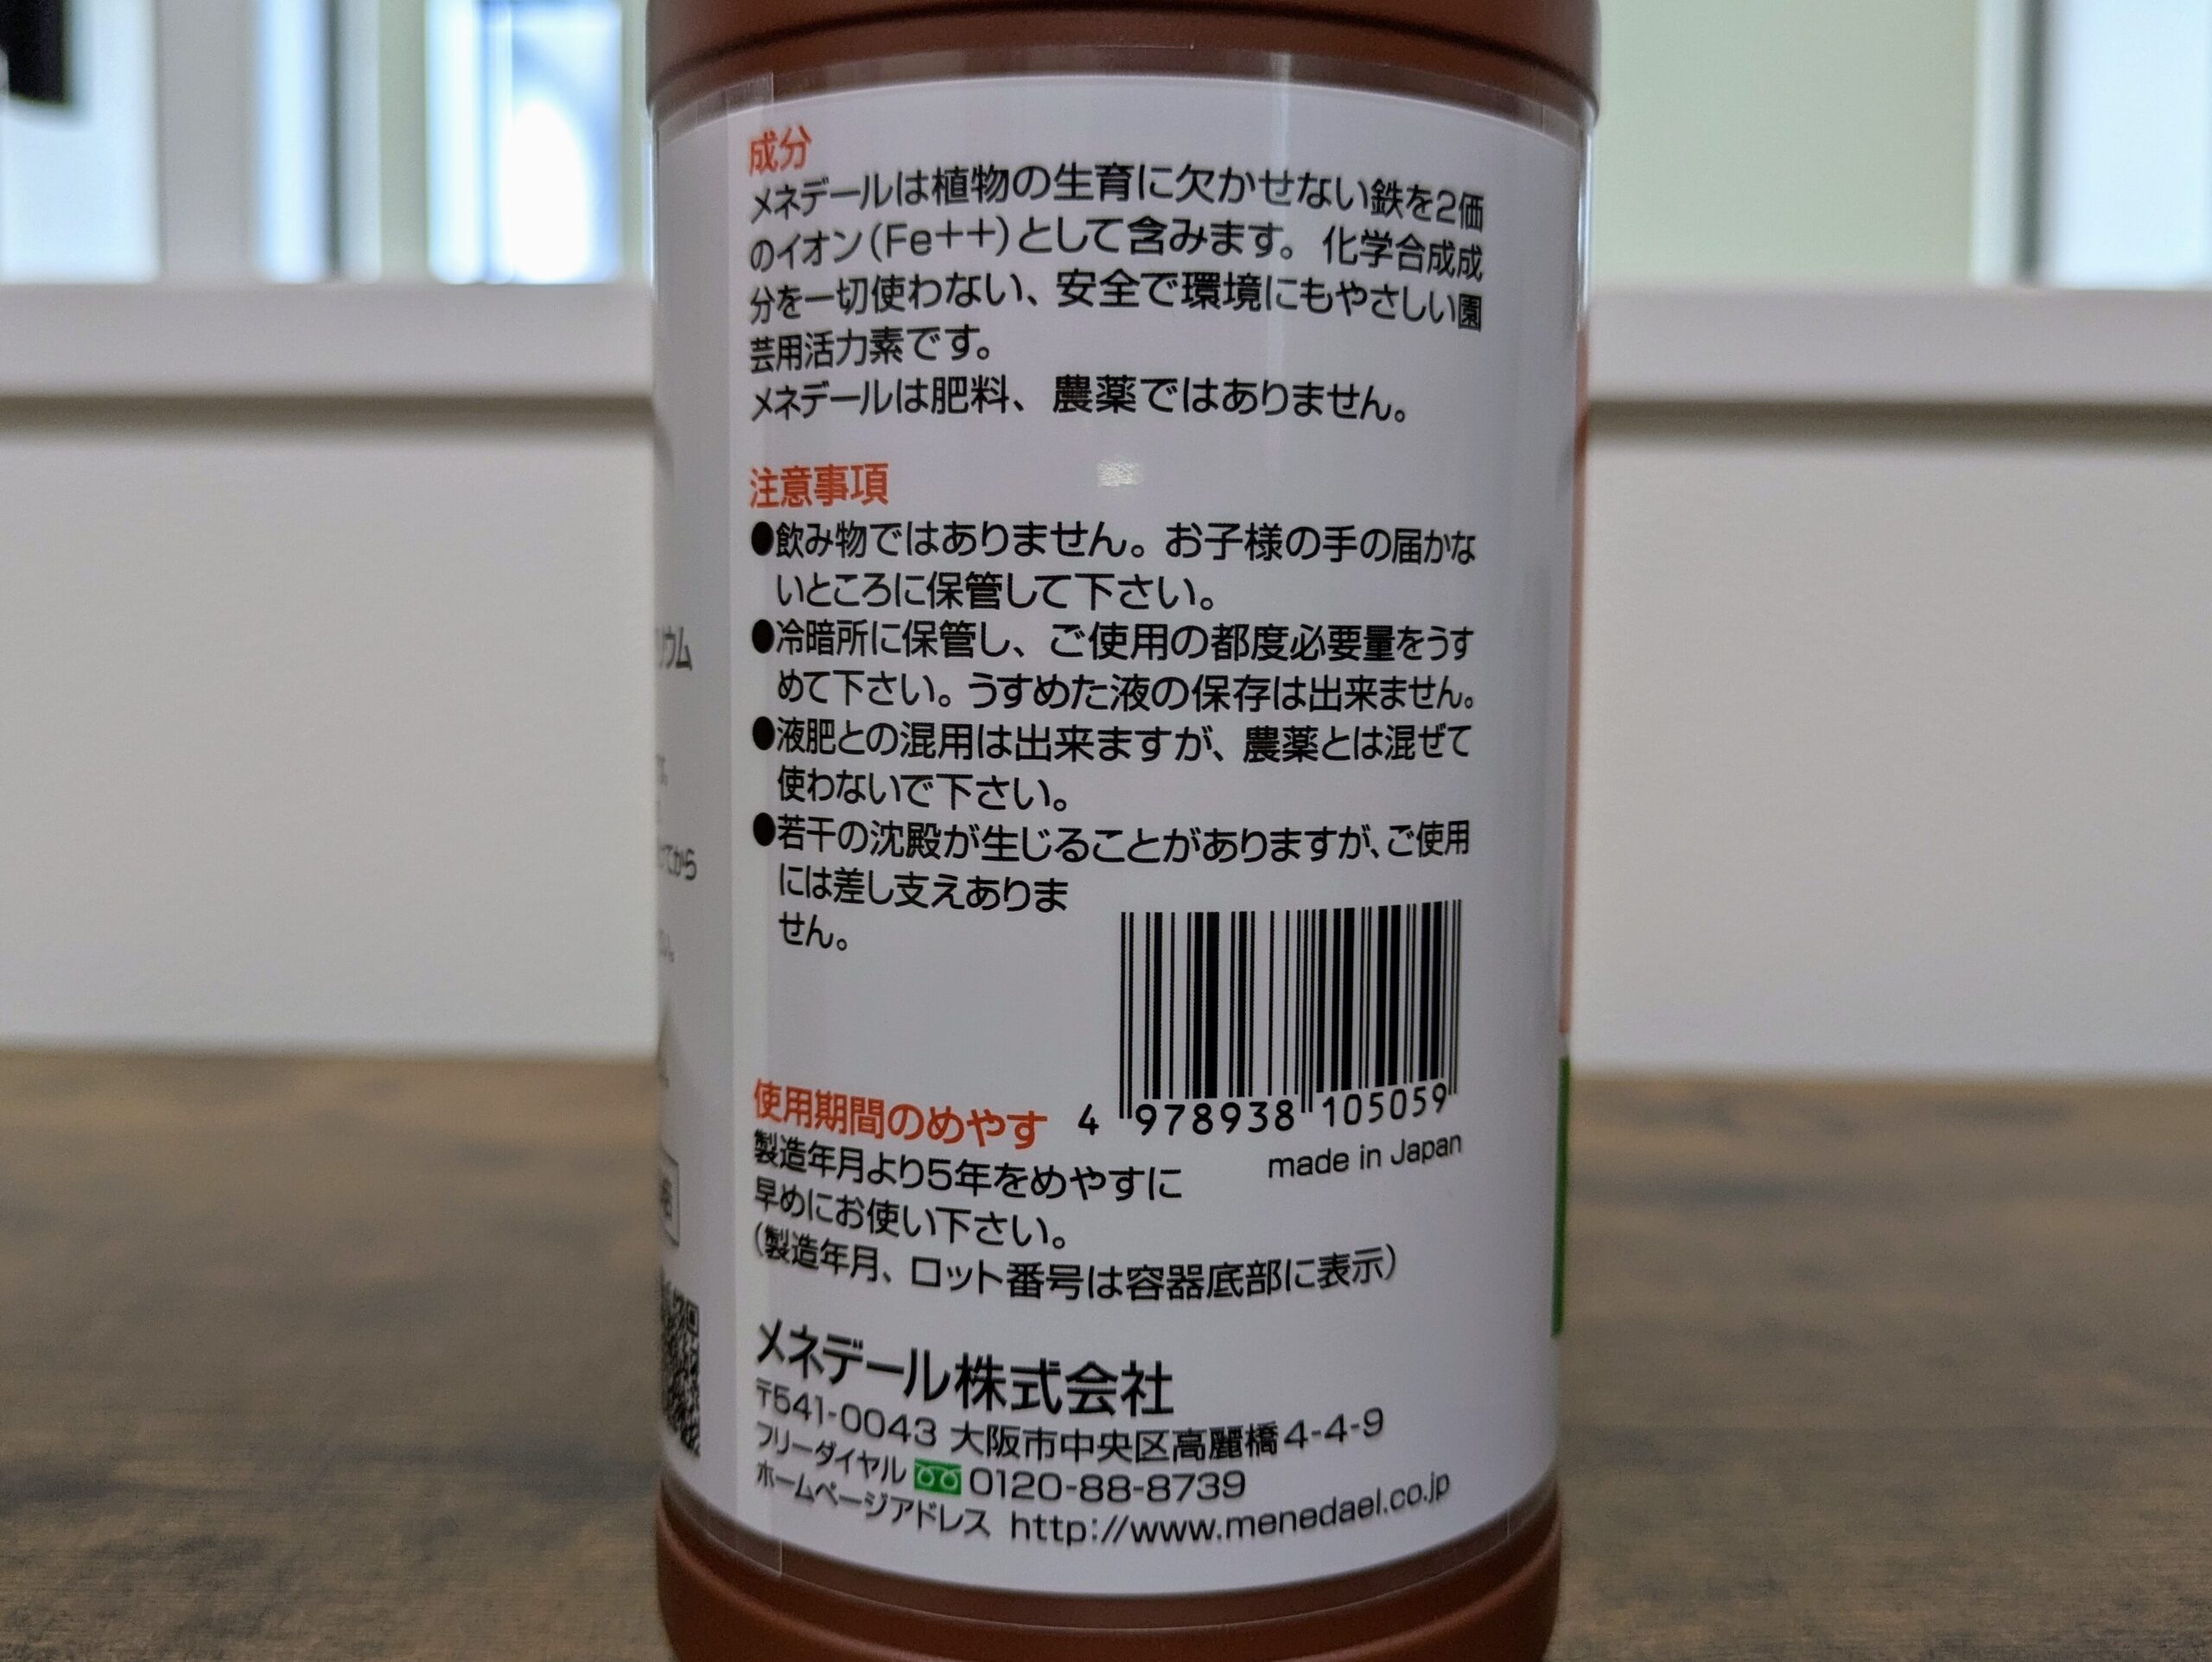 成分
メネデールは植物の生育に欠かせない鉄を2価
のイオン(Fe++)として含みます。化学合成成
分を一切使わない、安全で環境にもやさしい園
芸用活力素です。
メネデールは肥料、農薬ではありません。
注意事項
●飲み物ではありません。お子様の手の届かな
いところに保管して下さい。
●冷暗所に保管し、ご使用の都度必要量をうす
めて下さい。うすめた液の保存は出来ません。
●液肥との混用は出来ますが、農薬とは混ぜて
使わないで下さい。
●若干の沈殿が生じることがありますが、ご使用
には差し支えありま
せん。
4 978938 105059
made in Japan
使用期間のめやす
製造年月より5年をめやすに
早めにお使い下さい。
(製造年月、ロット番号は容器底部に表示)
メネデール株式会社
〒541-0043 大阪市中央区高麗橋4-4-9
フリーダイヤル 0120-88-8739
ホームページアドレス http://www.menedael.co.jp
リウム
てから